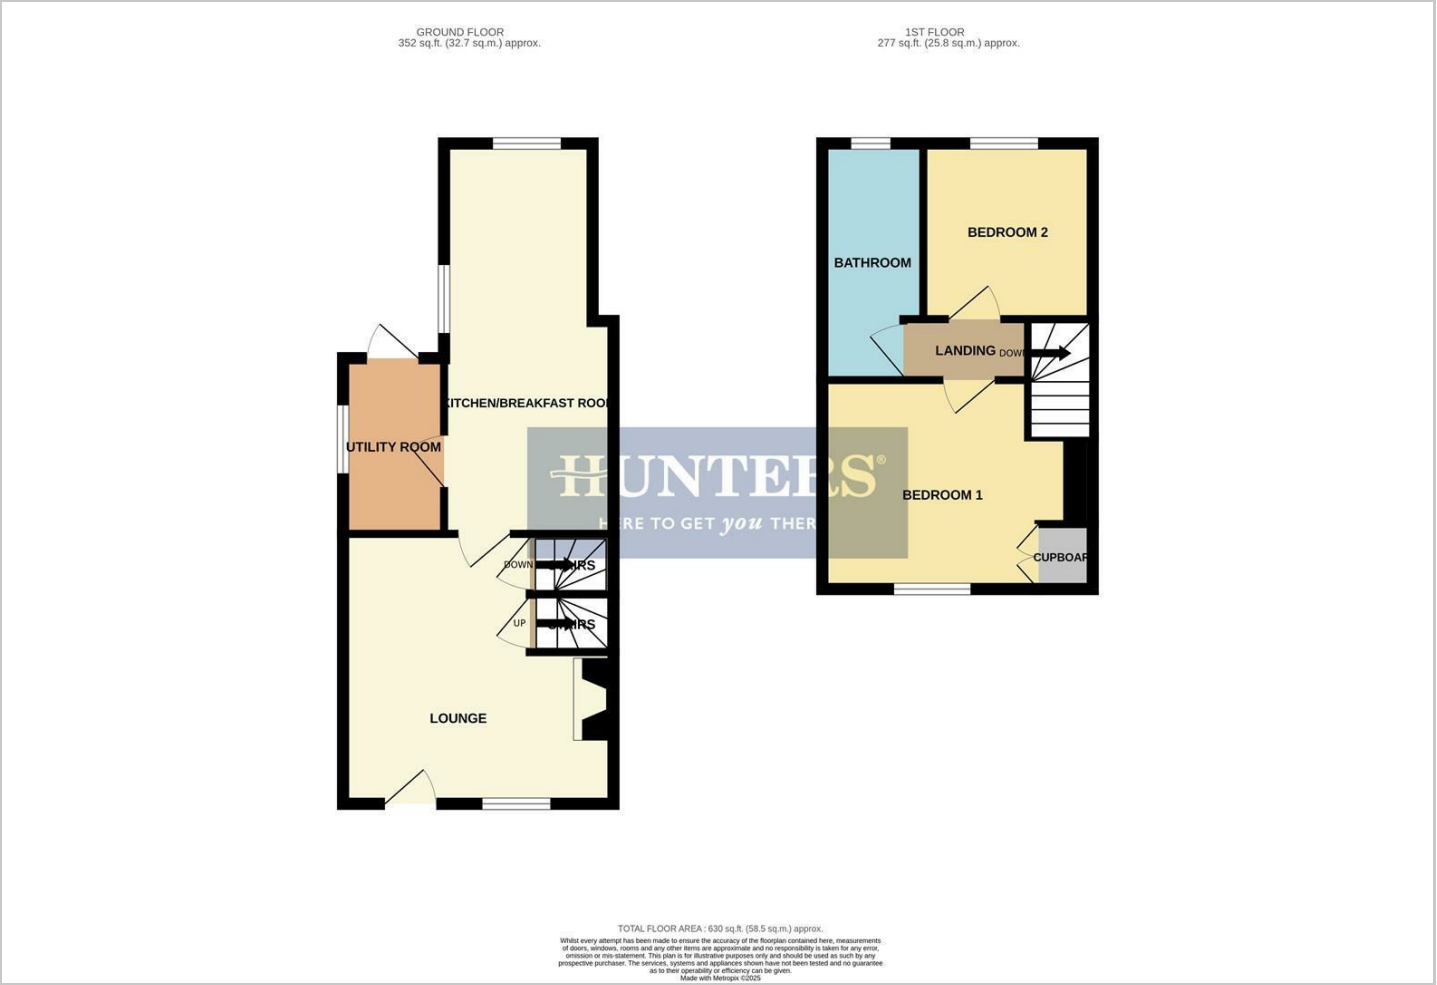 GROUND FLOOR
352 sq.ft. (32.7 sq.m.) approx.
1ST FLOOR
277 sq.ft. (25.8 sq.m.) approx.
BEDROOM 2
BATHROOM
LANDING
DOWN
KITCHEN/BREAKFAST ROOM
UTILITY ROOM
HUNTERS®
HERE TO GET you THERE
BEDROOM 1
CUPBOARD
DOWN
STAIRS
UP
STAIRS
LOUNGE
TOTAL FLOOR AREA : 630 sq.ft. (58.5 sq.m.) approx.
Whilst every attempt has been made to ensure the accuracy of the floorplan contained here, measurements
of doors, windows, rooms and any other items are approximate and no responsibility is taken for any error,
omission or mis-statement. This plan is for illustrative purposes only and should be used as such by any
prospective purchaser. The services, systems and appliances shown have not been tested and no guarantee
as to their operability or efficiency can be given.
Made with Metropix ©2025